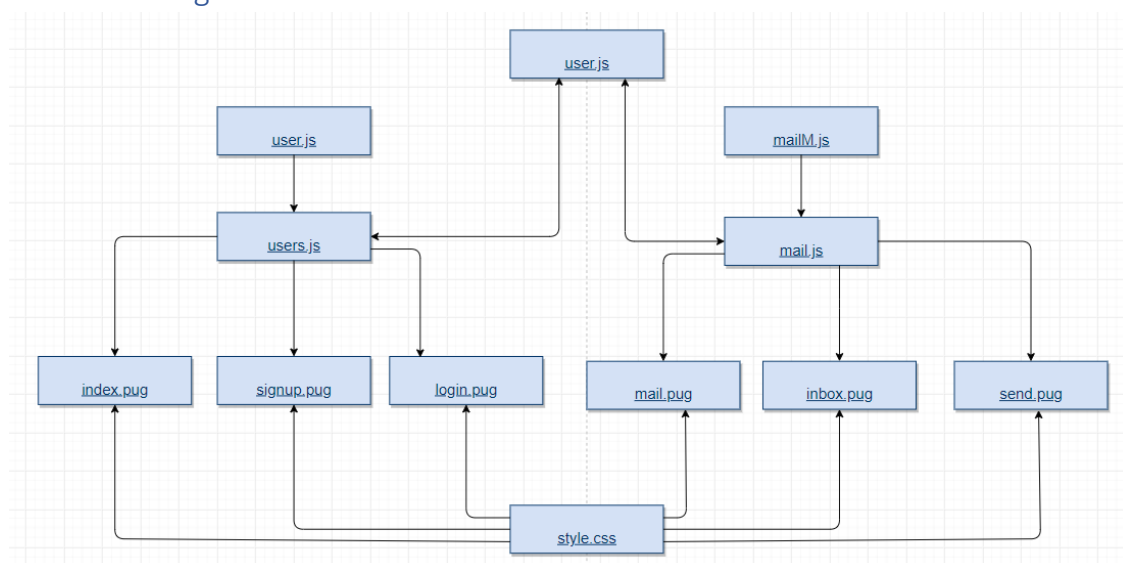 user.js
user.js
mailM.js
users.js
mail.js
index.pug
signup.pug
login.pug
mail.pug
inbox.pug
send.pug
style.css